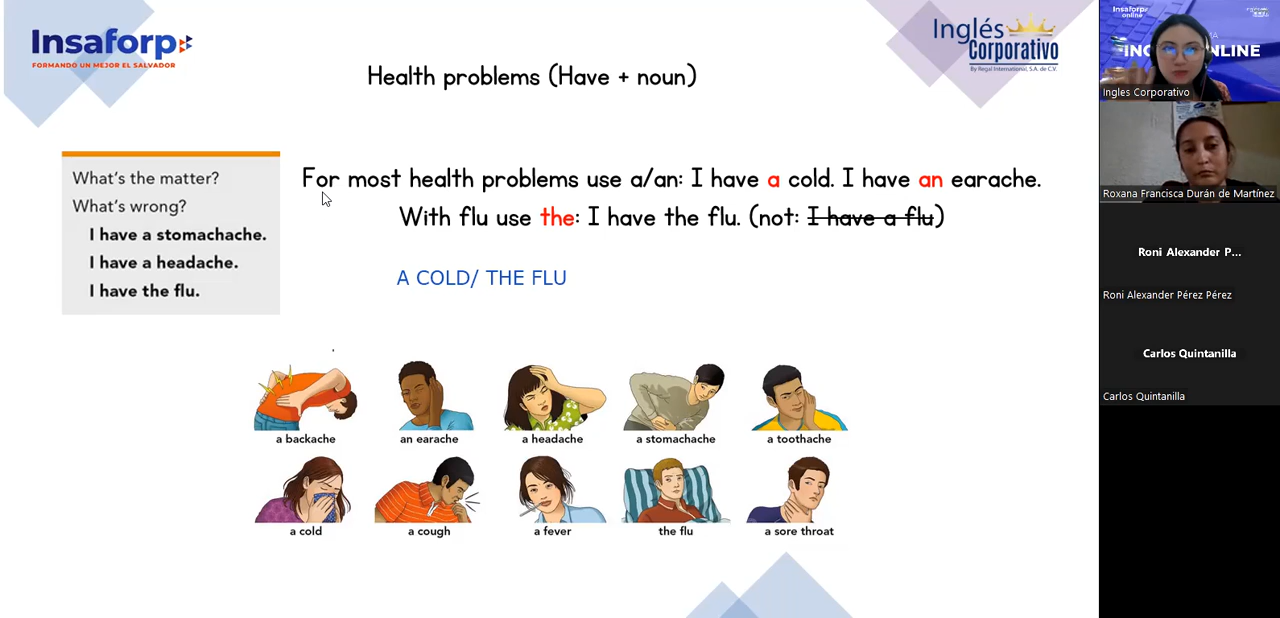 Insaforp
FORMANDO UN MEJOR EL SALVADOR
Inglés
Corporativo
By Regal International, S.A. de C.V.
Health problems (Have + noun)
What's the matter?
What's wrong?
I have a stomachache.
I have a headache.
I have the flu.
For most health problems use a/an: I have a cold. I have an earache.
With flu use the: I have the flu. (not: I have a flu)
A COLD/ THE FLU
a backache
an earache
a headache
a stomachache
a toothache
a cold
a cough
a fever
the flu
a sore throat
Insaforp
online
NLINE
Ingles Corporativo
Roxana Francisca Durán de Martínez
Roni Alexander P...
Roni Alexander Pérez Pérez
Carlos Quintanilla
Carlos Quintanilla